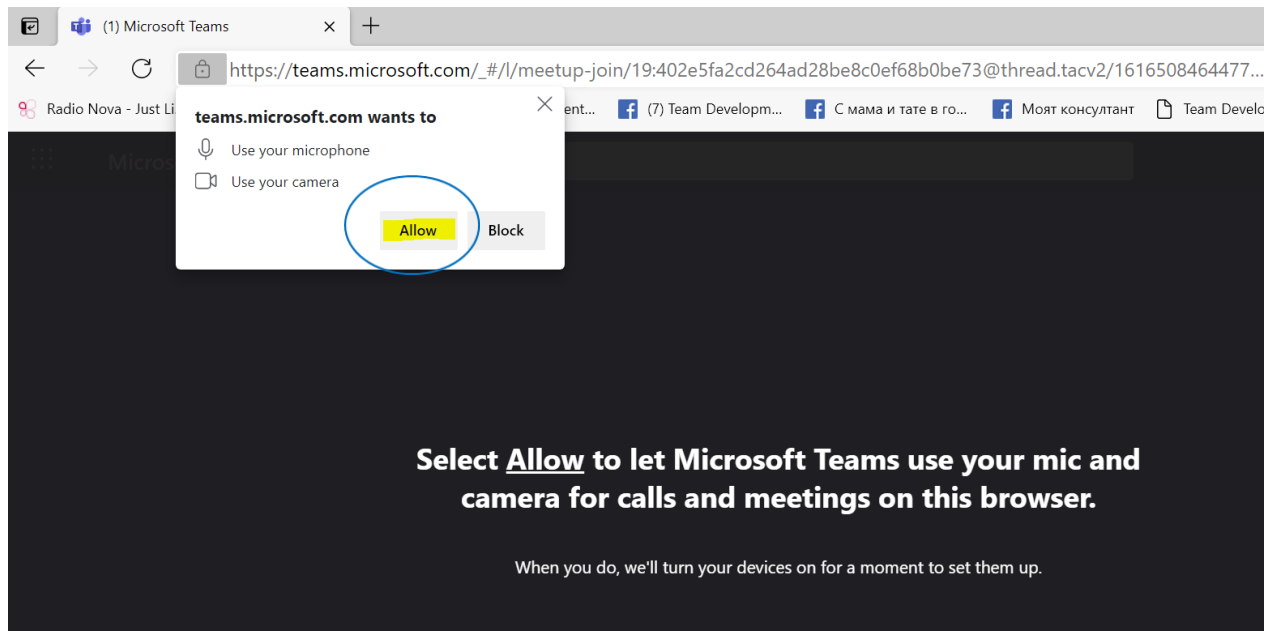 (1) Microsoft Teams
https://teams.microsoft.com/_#/l/meetup-join/19:402e5fa2cd264ad28be8c0ef68b0be73@thread.tacv2/1616508464477...
Radio Nova - Just Li
ent...
(7) Team Developm...
С мама и тате в го...
Моят консултант
Team Develo
teams.microsoft.com wants to
Use your microphone
Use your camera
Allow
Block
Micros
Select Allow to let Microsoft Teams use your mic and
camera for calls and meetings on this browser.
When you do, we'll turn your devices on for a moment to set them up.